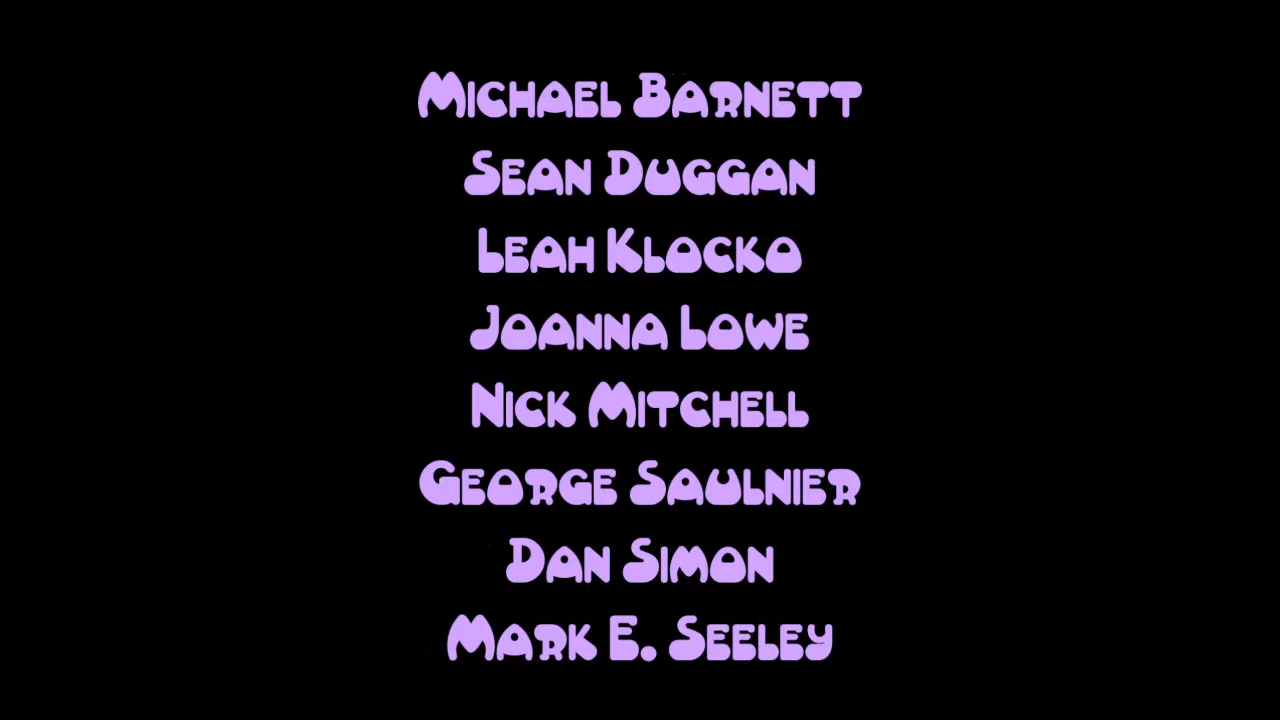 Michael Barnett
Sean Duggan
Leah Klocko
Joanna Lowe
Nick Mitchell
George Saulnier
Dan Simon
Mark E. Seeley